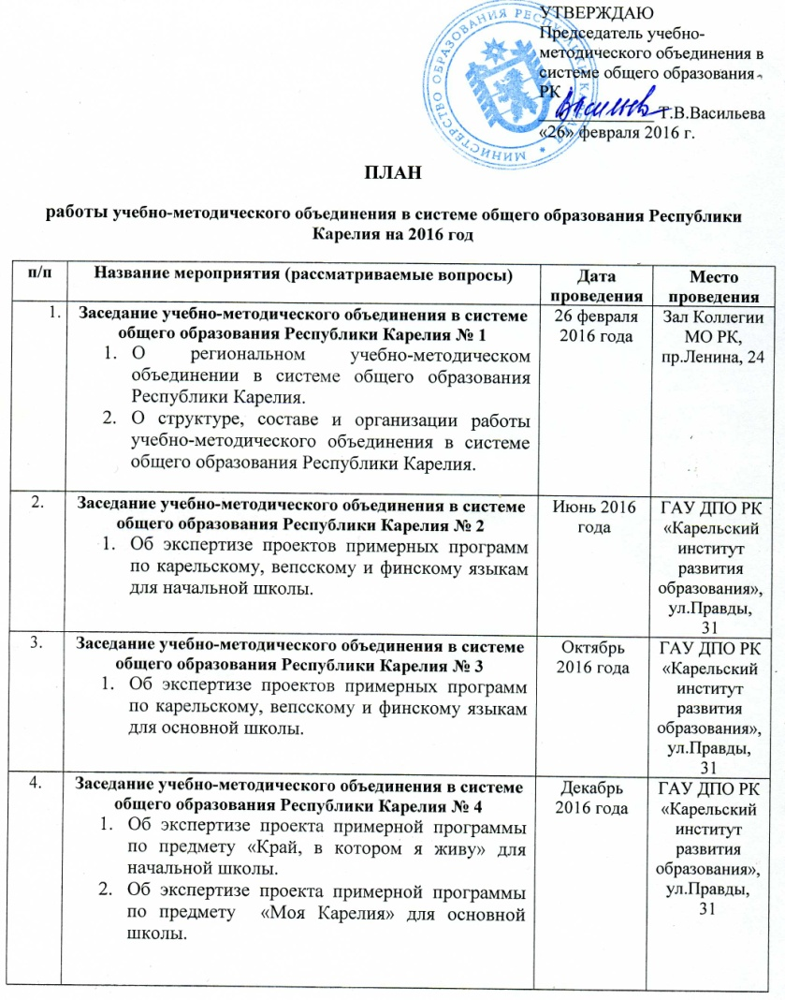 УТВЕРЖДАЮ
Председатель учебно-
методического объединения в
системе общего образования
РК
Т.В.Васильева
«26» февраля 2016 г.
МИНИСТЕРСТВО ОБРАЗОВАНИЯ РЕСПУБЛИКИ КАРЕЛИЯ
ПЛАН
работы учебно-методического объединения в системе общего образования Республики
Карелия на 2016 год
п/п
Название мероприятия (рассматриваемые вопросы)
Дата
проведения
Место
проведения
1.
Заседание учебно-методического объединения в системе
общего образования Республики Карелия № 1
1. О региональном учебно-методическом
объединении в системе общего образования
Республики Карелия.
2. О структуре, составе и организации работы
учебно-методического объединения в системе
общего образования Республики Карелия.
26 февраля
2016 года
Зал Коллегии
МО РК,
пр.Ленина, 24
2.
Заседание учебно-методического объединения в системе
общего образования Республики Карелия № 2
1. Об экспертизе проектов примерных программ
по карельскому, вепсскому и финскому языкам
для начальной школы.
Июнь 2016
года
ГАУ ДПО РК
«Карельский
институт
развития
образования»,
ул.Правды,
31
3.
Заседание учебно-методического объединения в системе
общего образования Республики Карелия № 3
1. Об экспертизе проектов примерных программ
по карельскому, вепсскому и финскому языкам
для основной школы.
Октябрь
2016 года
ГАУ ДПО РК
«Карельский
институт
развития
образования»,
ул.Правды,
31
4.
Заседание учебно-методического объединения в системе
общего образования Республики Карелия № 4
1. Об экспертизе проекта примерной программы
по предмету «Край, в котором я живу» для
начальной школы.
2. Об экспертизе проекта примерной программы
по предмету «Моя Карелия» для основной
школы.
Декабрь
2016 года
ГАУ ДПО РК
«Карельский
институт
развития
образования»,
ул.Правды,
31